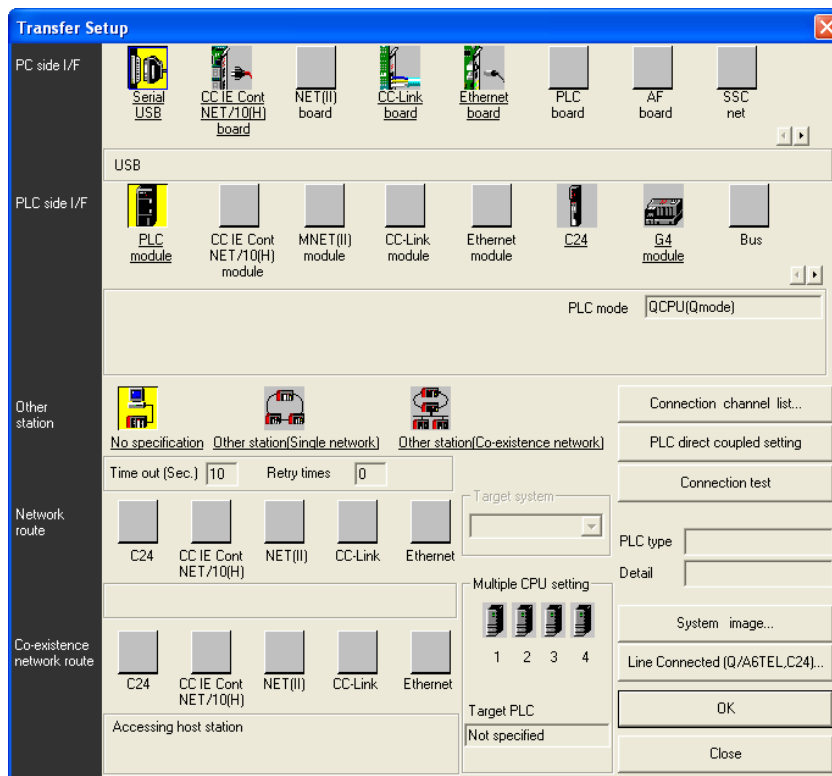 Transfer Setup
PC side I/F
Serial
USB
CC IE Cont
NET/10(H)
board
NET(II)
board
CC-Link
board
Ethernet
board
PLC
board
AF
board
SSC
net
USB
PLC side I/F
PLC
module
CC IE Cont
NET/10(H)
module
MNET(II)
module
CC-Link
module
Ethernet
module
C24
G4
module
Bus
PLC mode
QCPU(Qmode)
Other
station
No specification
Other station(Single network)
Other station(Co-existence network)
Connection channel list...
PLC direct coupled setting
Time out (Sec.) 10 Retry times 0
Connection test
Network
route
C24
CC IE Cont
NET/10(H)
NET(II)
CC-Link
Ethernet
Target system
PLC type
Detail
Multiple CPU setting
1 2 3 4
System image...
Line Connected (Q/A6TEL,C24)...
Co-existence
network route
C24
CC IE Cont
NET/10(H)
NET(II)
CC-Link
Ethernet
Accessing host station
Target PLC
Not specified
OK
Close